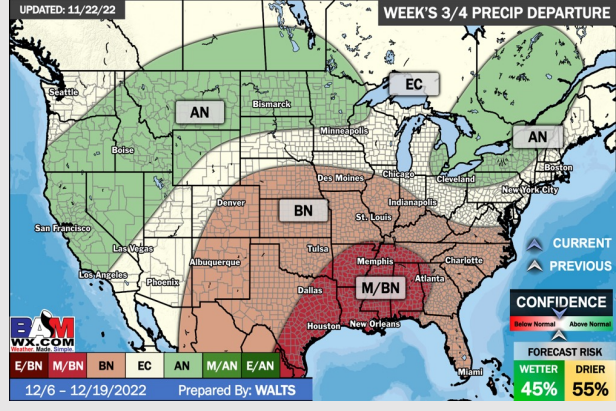 UPDATED: 11/22/22
WEEK'S 3/4 PRECIP DEPARTURE
Seattle
EC
AN
Bismarck
Minneapolis
AN
Boise
Boston
Chicago
Cleveland
Des Moines
New York City
Denver
BN
Indianapolis
St. Louis
San Francisco
Las Vegas
Tulsa
CURRENT
Albuquerque
Memphis
Charlotte
PREVIOUS
Los Angeles
Phoenix
Atlanta
Dallas
M/BN
CONFIDENCE
Houston
New Orleans
Below Normal
Above Normal
BAM
WX.COM
Weather. Made. Simple.
FORECAST RISK
E/BN M/BN BN EC AN M/AN E/AN
Miami
WETTER
DRIER
12/6 – 12/19/2022
Prepared By: WALTS
45%
55%